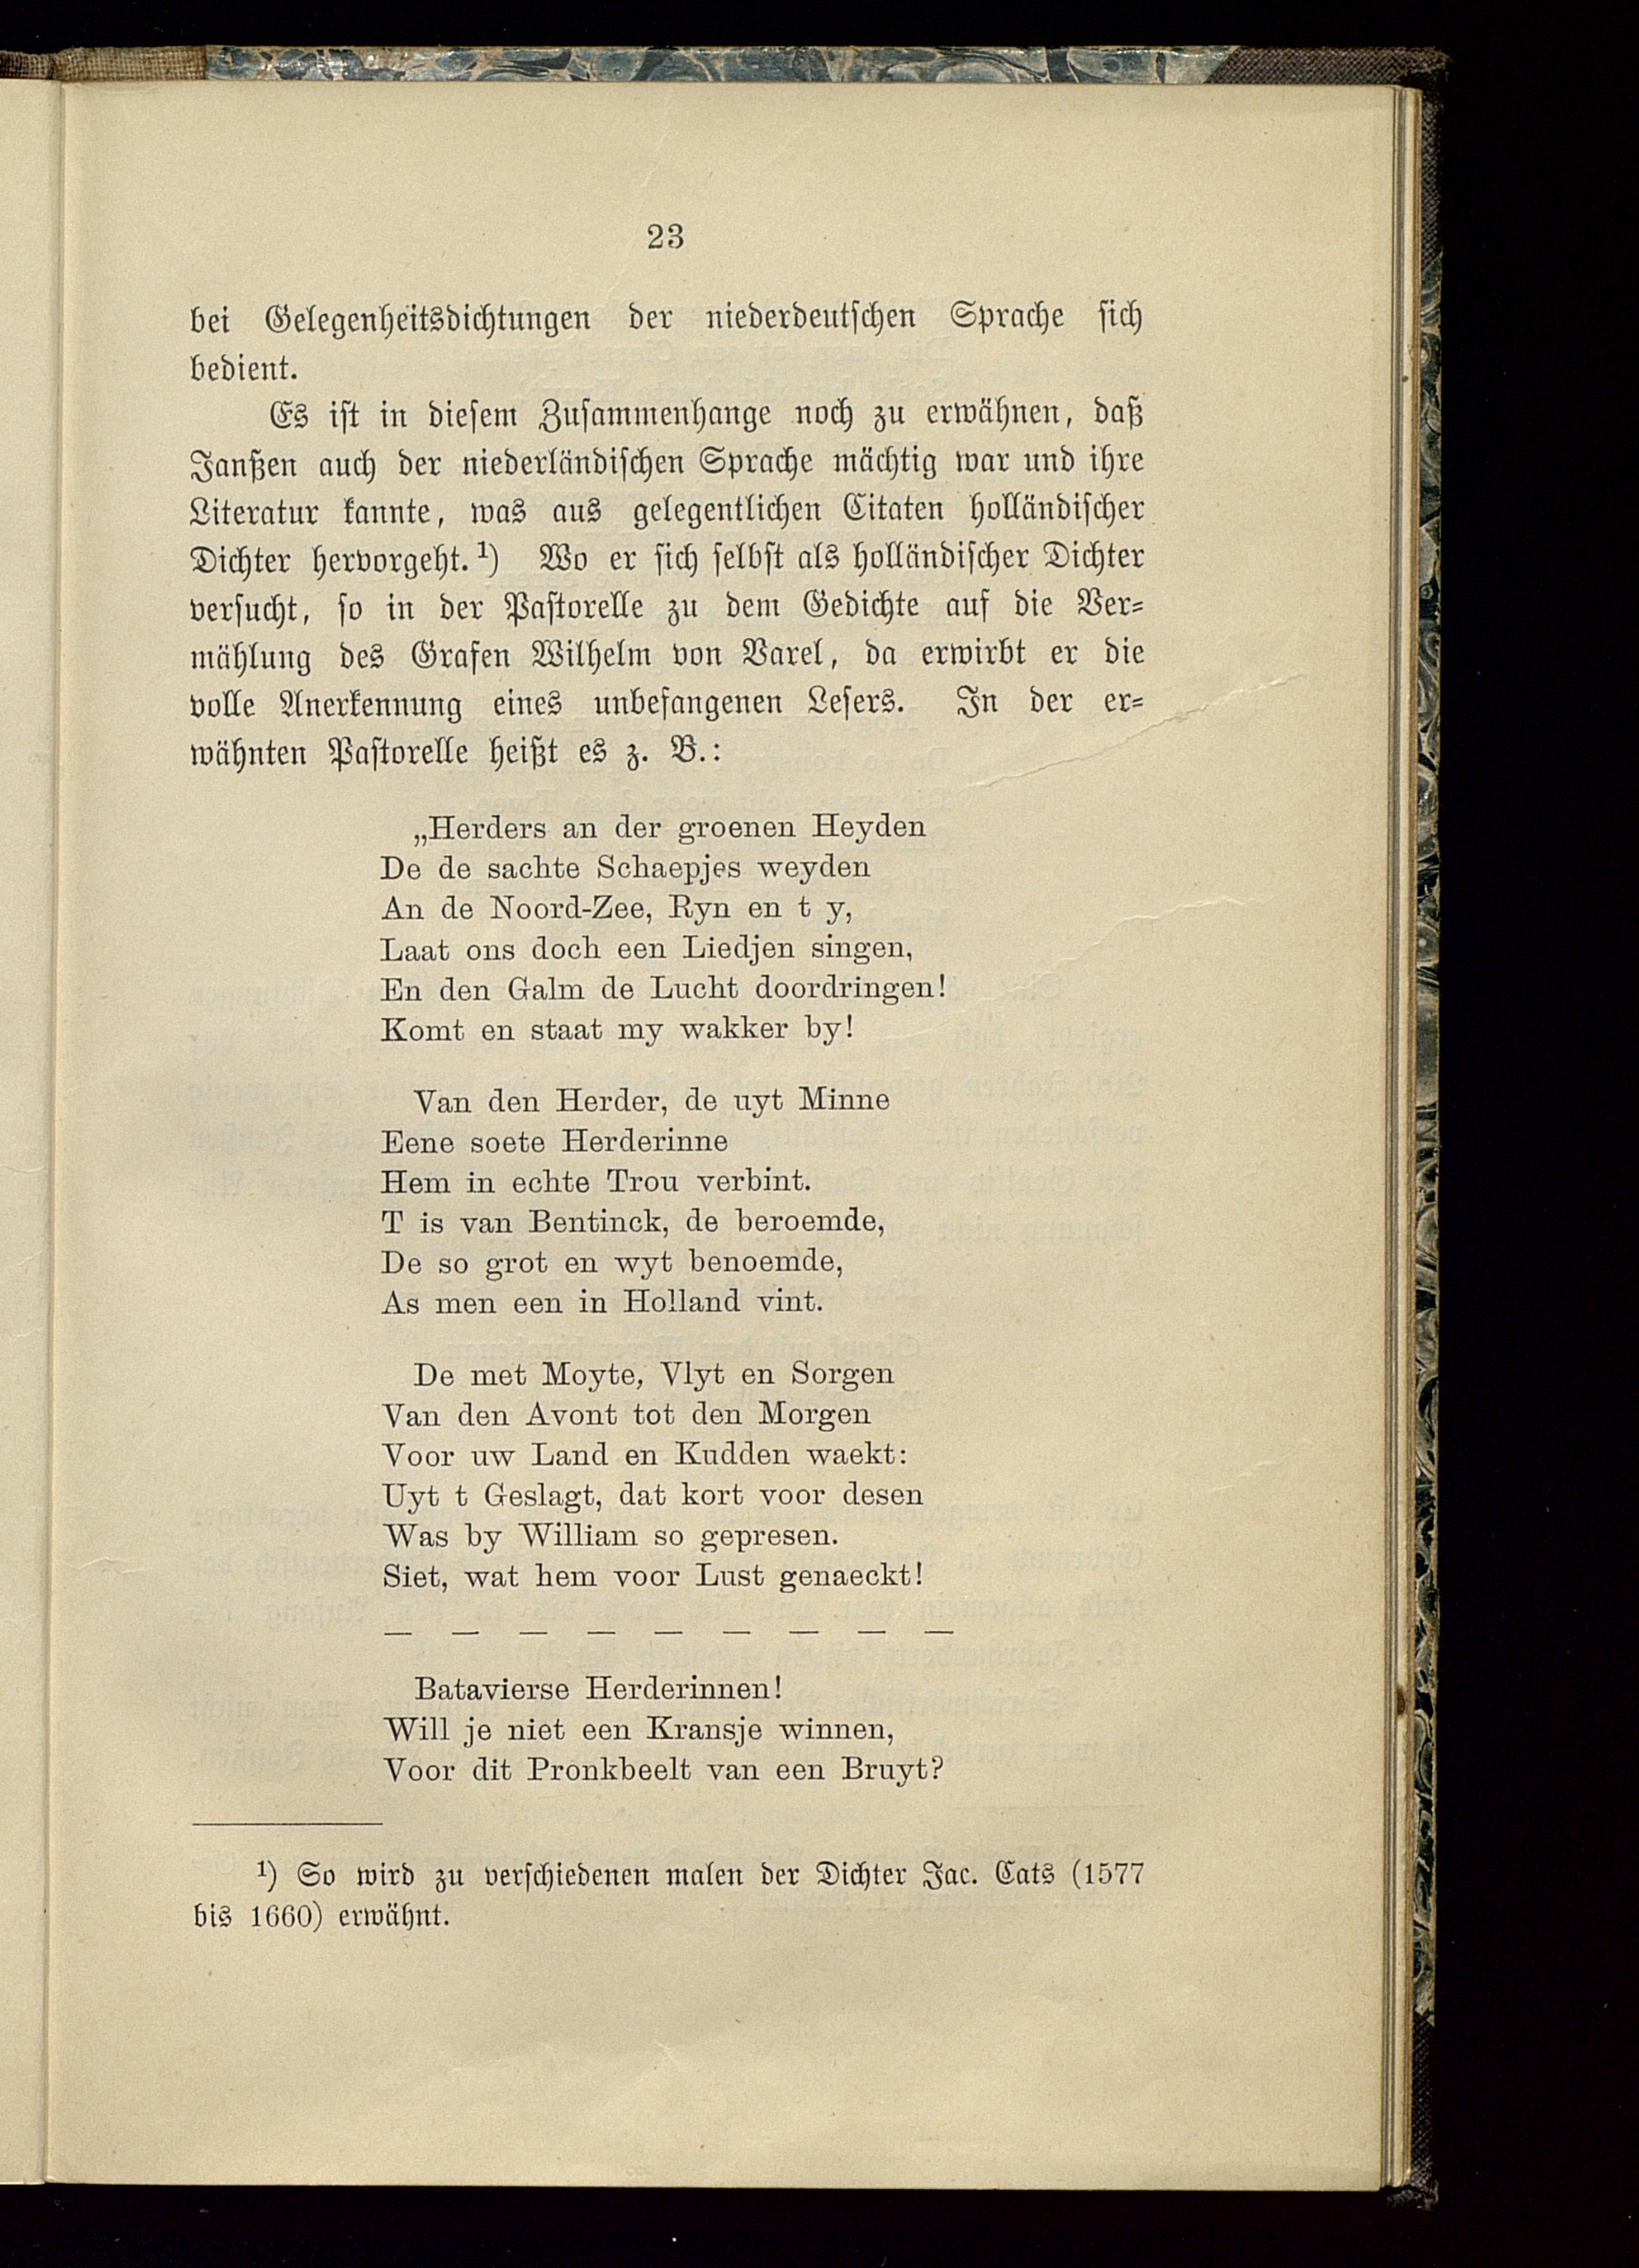 23
bei Gelegenheitsdichtungen der niederdeutschen Sprache sich
bedient.
Es ist in diesem Zusammenhange noch zu erwähnen, daß
Janßen auch der niederländischen Sprache mächtig war und ihre
Literatur kannte, was aus gelegentlichen Citaten holländischer
Dichter hervorgeht.¹) Wo er sich selbst als holländischer Dichter
versucht, so in der Pastorelle zu dem Gedichte auf die Ver-
mählung des Grafen Wilhelm von Varel, da erwirbt er die
volle Anerkennung eines unbefangenen Lesers. In der er-
wähnten Pastorelle heißt es z. B.:
„Herders an der groenen Heyden
De de sachte Schaepjes weyden
An de Noord-Zee, Ryn en t y,
Laat ons doch een Liedjen singen,
En den Galm de Lucht doordringen!
Komt en staat my wakker by!
Van den Herder, de uyt Minne
Eene soete Herderinne
Hem in echte Trou verbint.
T is van Bentinck, de beroemde,
De so grot en wyt benoemde,
As men een in Holland vint.
De met Moyte, Vlyt en Sorgen
Van den Avont tot den Morgen
Voor uw Land en Kudden waekt:
Uyt t Geslagt, dat kort voor desen
Was by William so gepresen.
Siet, wat hem voor Lust genaeckt!
— — — — — — — — —
Batavierse Herderinnen!
Will je niet een Kransje winnen,
Voor dit Pronkbeelt van een Bruyt?
¹) So wird zu verschiedenen malen der Dichter Jac. Cats (1577
bis 1660) erwähnt.